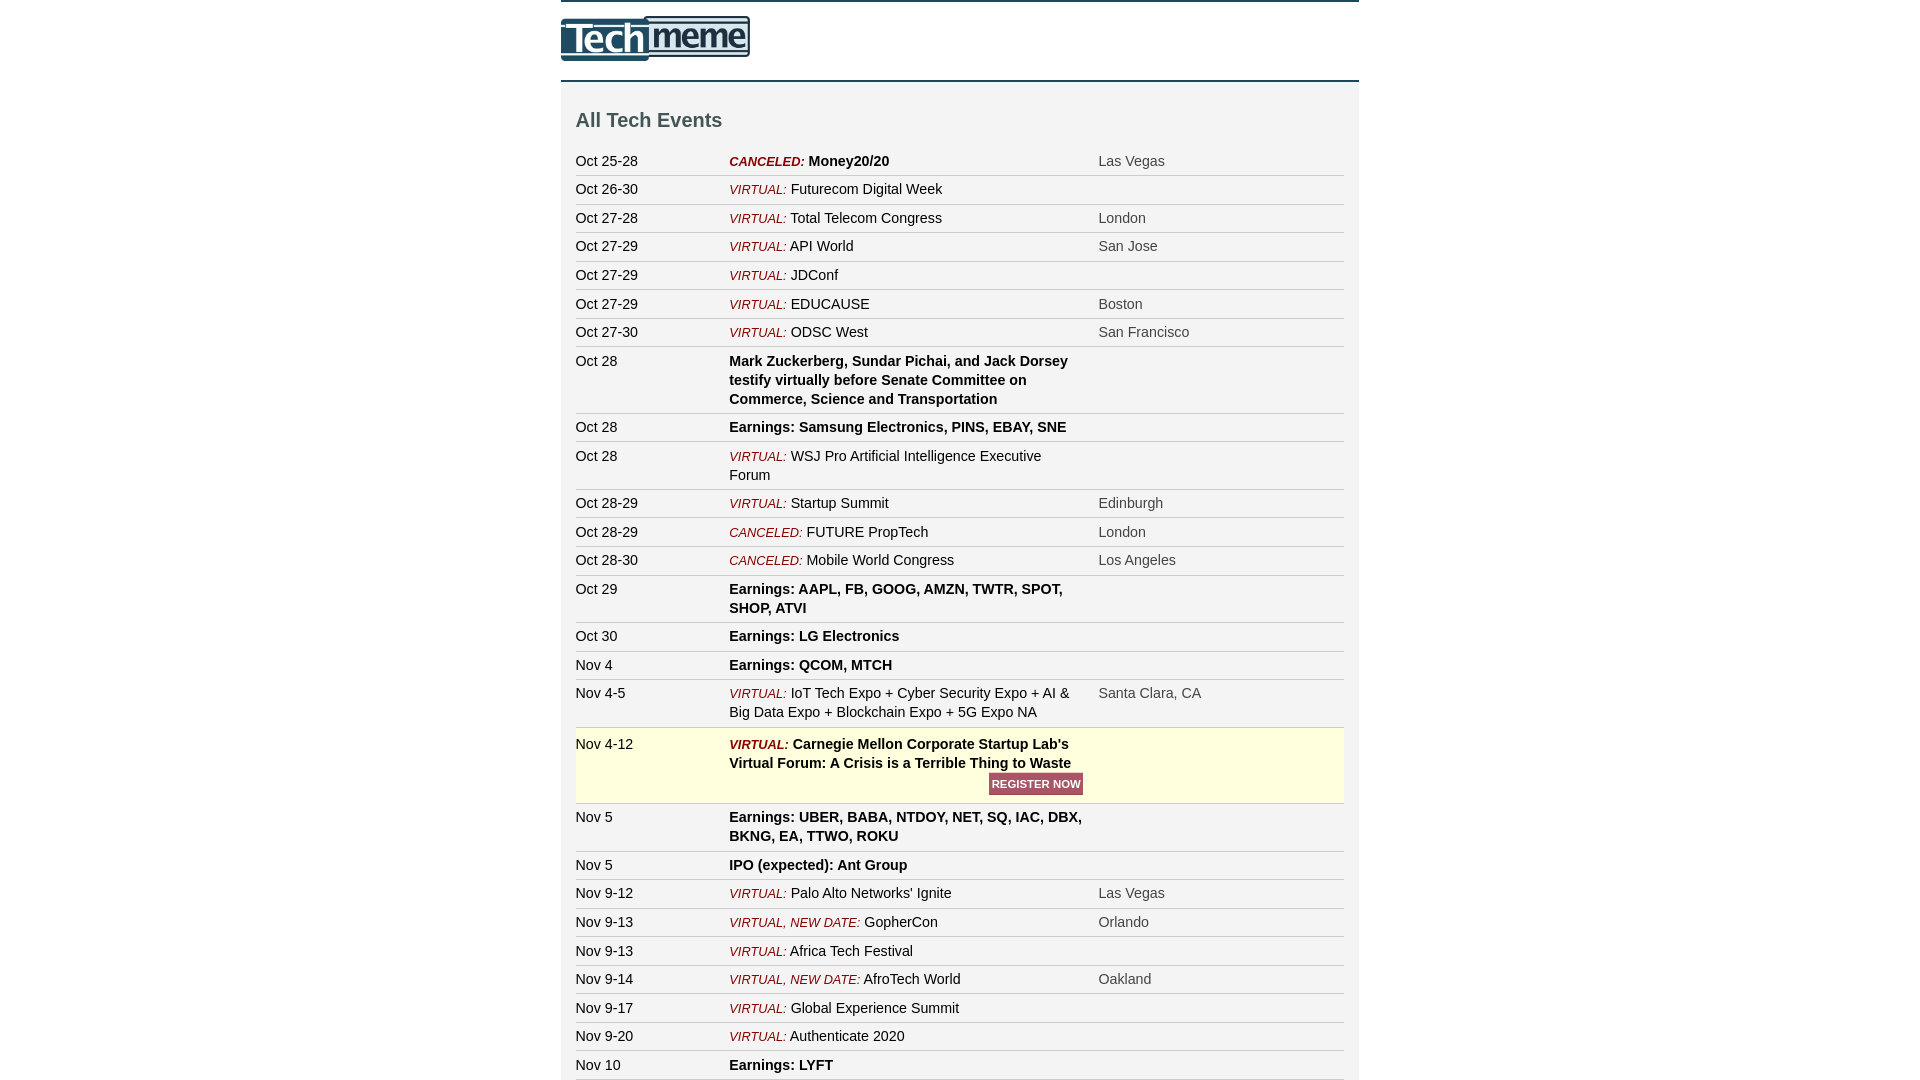 Techmeme
All Tech Events
Oct 25-28 CANCELED: Money20/20 Las Vegas
Oct 26-30 VIRTUAL: Futurecom Digital Week
Oct 27-28 VIRTUAL: Total Telecom Congress London
Oct 27-29 VIRTUAL: API World San Jose
Oct 27-29 VIRTUAL: JDConf
Oct 27-29 VIRTUAL: EDUCAUSE Boston
Oct 27-30 VIRTUAL: ODSC West San Francisco
Oct 28 Mark Zuckerberg, Sundar Pichai, and Jack Dorsey
testify virtually before Senate Committee on
Commerce, Science and Transportation
Oct 28 Earnings: Samsung Electronics, PINS, EBAY, SNE
Oct 28 VIRTUAL: WSJ Pro Artificial Intelligence Executive
Forum
Oct 28-29 VIRTUAL: Startup Summit Edinburgh
Oct 28-29 CANCELED: FUTURE PropTech London
Oct 28-30 CANCELED: Mobile World Congress Los Angeles
Oct 29 Earnings: AAPL, FB, GOOG, AMZN, TWTR, SPOT,
SHOP, ATVI
Oct 30 Earnings: LG Electronics
Nov 4 Earnings: QCOM, MTCH
Nov 4-5 VIRTUAL: IoT Tech Expo + Cyber Security Expo + AI & Santa Clara, CA
Big Data Expo + Blockchain Expo + 5G Expo NA
Nov 4-12 VIRTUAL: Carnegie Mellon Corporate Startup Lab's
Virtual Forum: A Crisis is a Terrible Thing to Waste
REGISTER NOW
Nov 5 Earnings: UBER, BABA, NTDOY, NET, SQ, IAC, DBX,
BKNG, EA, TTWO, ROKU
Nov 5 IPO (expected): Ant Group
Nov 9-12 VIRTUAL: Palo Alto Networks' Ignite Las Vegas
Nov 9-13 VIRTUAL, NEW DATE: GopherCon Orlando
Nov 9-13 VIRTUAL: Africa Tech Festival
Nov 9-14 VIRTUAL, NEW DATE: AfroTech World Oakland
Nov 9-17 VIRTUAL: Global Experience Summit
Nov 9-20 VIRTUAL: Authenticate 2020
Nov 10 Earnings: LYFT